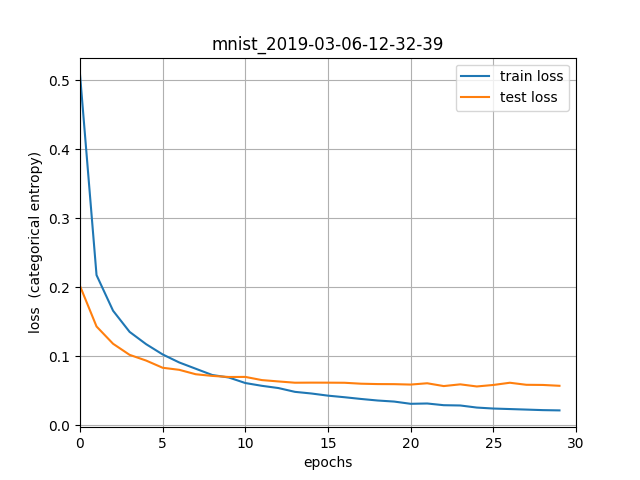 mnist_2019-03-06-12-32-39
train loss
test loss
0.5
0.4
0.3
0.2
0.1
0.0
loss  (categorical entropy)
0 5 10 15 20 25 30
epochs